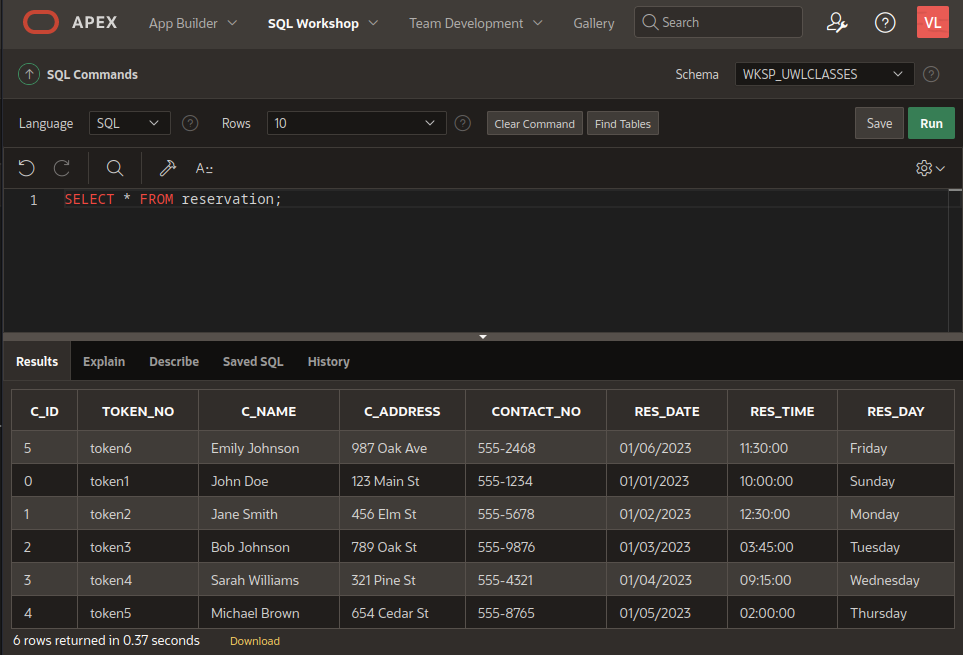 APEX App Builder SQL Workshop Team Development Gallery Search ? VL
SQL Commands Schema WKSP_UWLCLASSES ?
Language SQL ? Rows 10 ? Clear Command Find Tables Save Run
A::
1 SELECT * FROM reservation;
Results Explain Describe Saved SQL History
C_ID TOKEN_NO C_NAME C_ADDRESS CONTACT_NO RES_DATE RES_TIME RES_DAY
5 token6 Emily Johnson 987 Oak Ave 555-2468 01/06/2023 11:30:00 Friday
0 token1 John Doe 123 Main St 555-1234 01/01/2023 10:00:00 Sunday
1 token2 Jane Smith 456 Elm St 555-5678 01/02/2023 12:30:00 Monday
2 token3 Bob Johnson 789 Oak St 555-9876 01/03/2023 03:45:00 Tuesday
3 token4 Sarah Williams 321 Pine St 555-4321 01/04/2023 09:15:00 Wednesday
4 token5 Michael Brown 654 Cedar St 555-8765 01/05/2023 02:00:00 Thursday
6 rows returned in 0.37 seconds Download